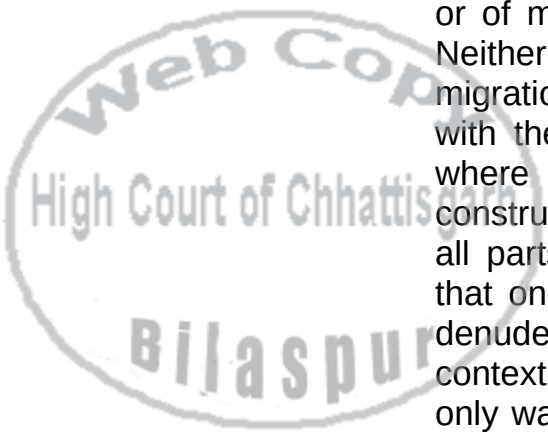 or of m
Neither
migratio
with the
where
constru
all parts
that on
denude
context
only wa
Web Copy
High Court of Chhattisgarh
Bilaspur